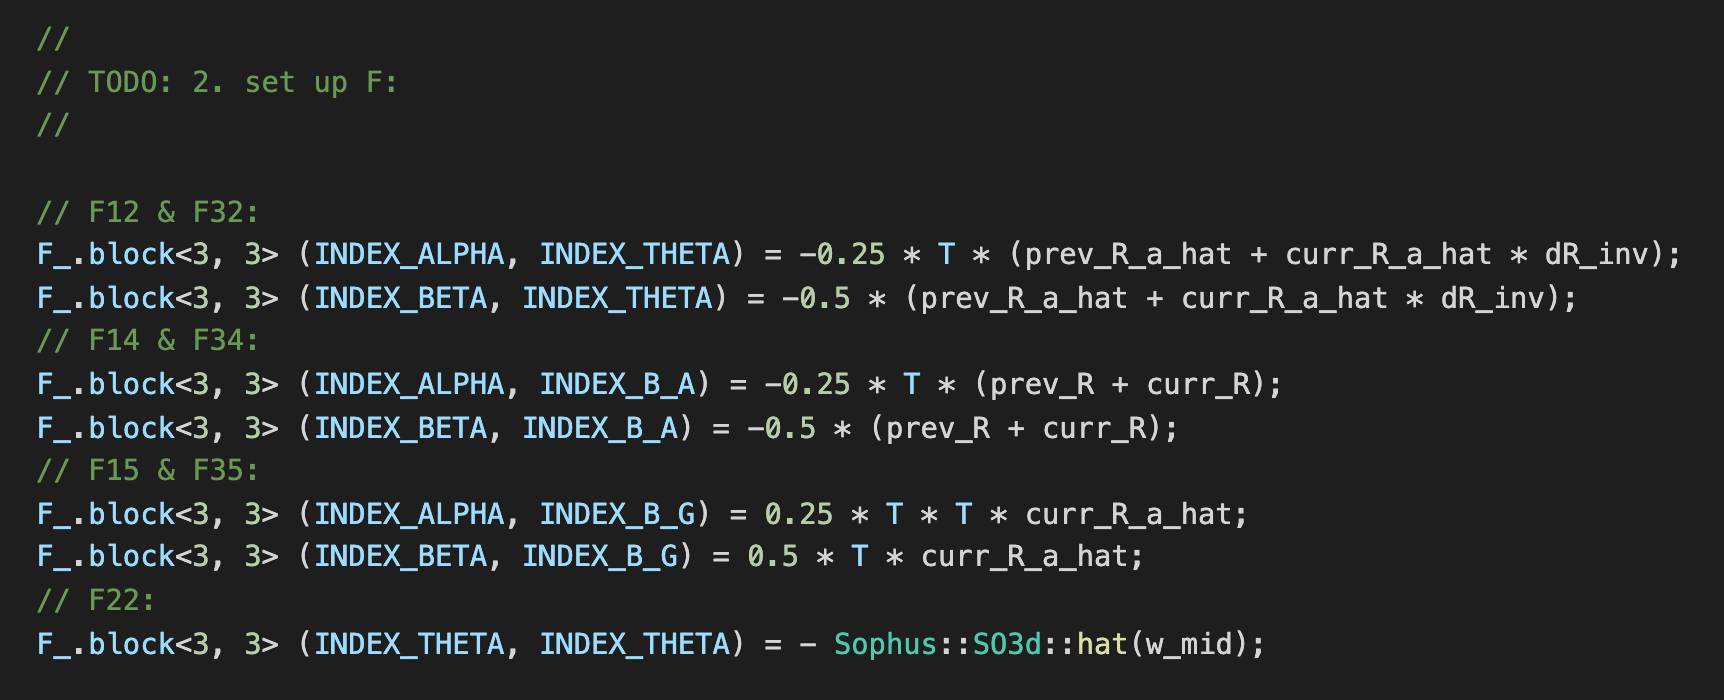 //
// TODO: 2. set up F:
//
// F12 & F32:
F_.block<3, 3> (INDEX_ALPHA, INDEX_THETA) = -0.25 * T * (prev_R_a_hat + curr_R_a_hat * dR_inv);
F_.block<3, 3> (INDEX_BETA, INDEX_THETA) = -0.5 * (prev_R_a_hat + curr_R_a_hat * dR_inv);
// F14 & F34:
F_.block<3, 3> (INDEX_ALPHA, INDEX_B_A) = -0.25 * T * (prev_R + curr_R);
F_.block<3, 3> (INDEX_BETA, INDEX_B_A) = -0.5 * (prev_R + curr_R);
// F15 & F35:
F_.block<3, 3> (INDEX_ALPHA, INDEX_B_G) = 0.25 * T * T * curr_R_a_hat;
F_.block<3, 3> (INDEX_BETA, INDEX_B_G) = 0.5 * T * curr_R_a_hat;
// F22:
F_.block<3, 3> (INDEX_THETA, INDEX_THETA) = - Sophus::SO3d::hat(w_mid);